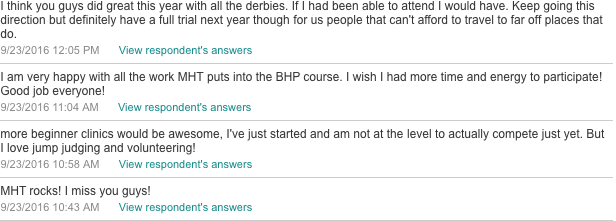 I think you guys did great this year with all the derbies. If I had been able to attend I would have. Keep going this
direction but definitely have a full trial next year though for us people that can't afford to travel to far off places that
do.
9/23/2016 12:05 PM View respondent's answers
I am very happy with all the work MHT puts into the BHP course. I wish I had more time and energy to participate!
Good job everyone!
9/23/2016 11:04 AM View respondent's answers
more beginner clinics would be awesome, I've just started and am not at the level to actually compete just yet. But
I love jump judging and volunteering!
9/23/2016 10:58 AM View respondent's answers
MHT rocks! I miss you guys!
9/23/2016 10:43 AM View respondent's answers